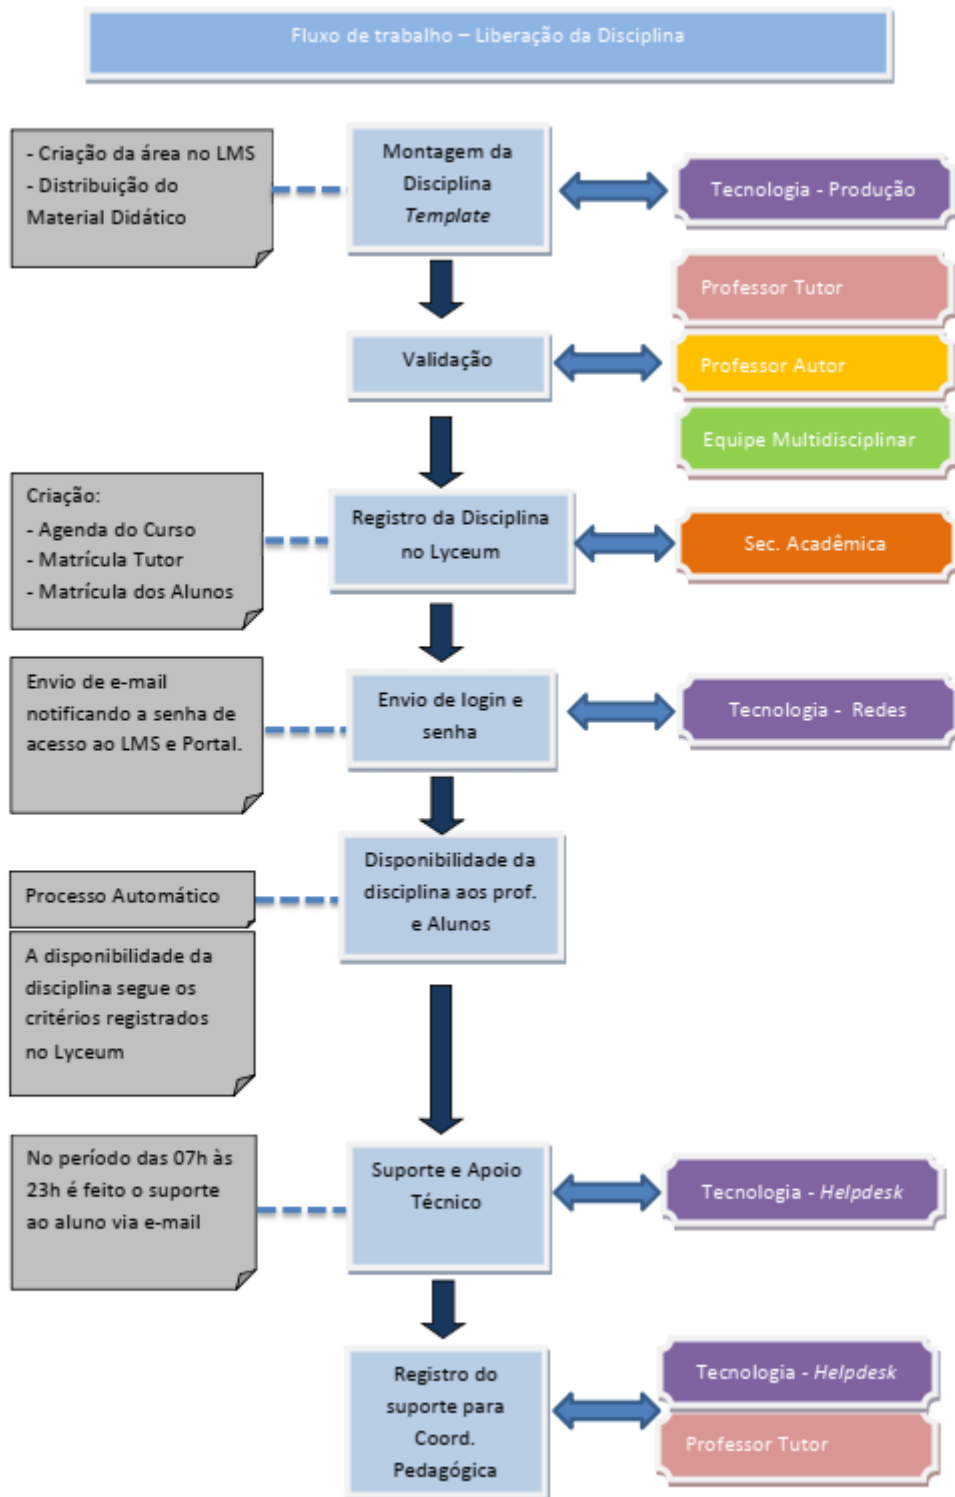 Fluxo de trabalho – Liberação da Disciplina
- Criação da área no LMS
- Distribuição do
Material Didático
Montagem da
Disciplina
Template
Tecnologia - Produção
Validação
Professor Tutor
Professor Autor
Equipe Multidisciplinar
Criação:
- Agenda do Curso
- Matrícula Tutor
- Matrícula dos Alunos
Registro da Disciplina
no Lyceum
Sec. Acadêmica
Envio de e-mail
notificando a senha de
acesso ao LMS e Portal.
Envio de login e
senha
Tecnologia - Redes
Processo Automático
A disponibilidade da
disciplina segue os
critérios registrados
no Lyceum
Disponibilidade da
disciplina aos prof.
e Alunos
No período das 07h às
23h é feito o suporte
ao aluno via e-mail
Suporte e Apoio
Técnico
Tecnologia - Helpdesk
Registro do
suporte para
Coord.
Pedagógica
Tecnologia - Helpdesk
Professor Tutor